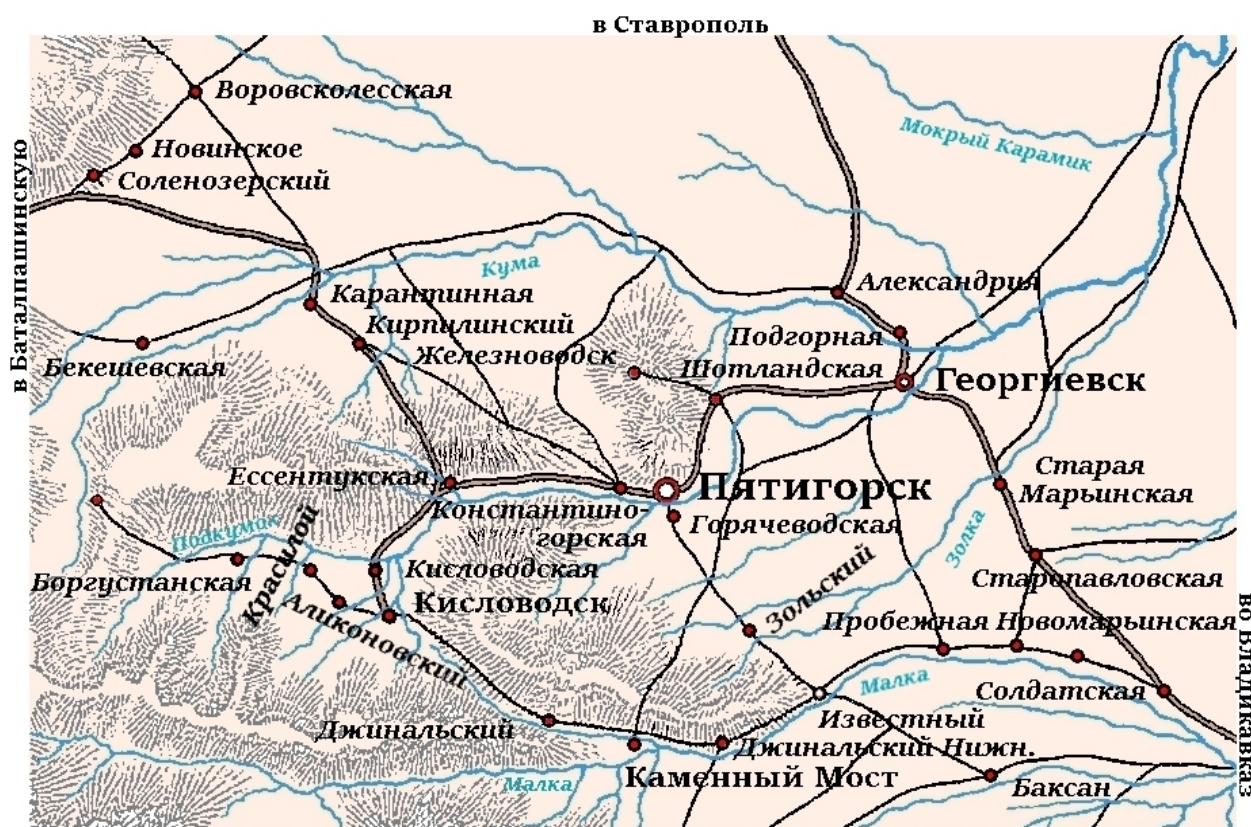 в Ставрополь
Воровсколесская
Мокрый Карамик
Новинское
Соленозерский
в Баталпашинскую
Кума
Александрия
Карантинная
Кирпилинский
Подгорная
Железноводск
Бекешевская
Шотландская
Георгиевск
Ессентукская
Старая
Марьинская
Пятигорск
Константино-
горская
Горячеводская
Подкумок
Золка
Красилой
Кисловодская
Боргустанская
Старопавловская
Зольский
Аликоновский
Кисловодск
Пробежная
Новомарьинская
во Владикавказ
Малка
Солдатская
Известный
Джинальский
Джинальский Нижн.
Каменный Мост
Малка
Баксан